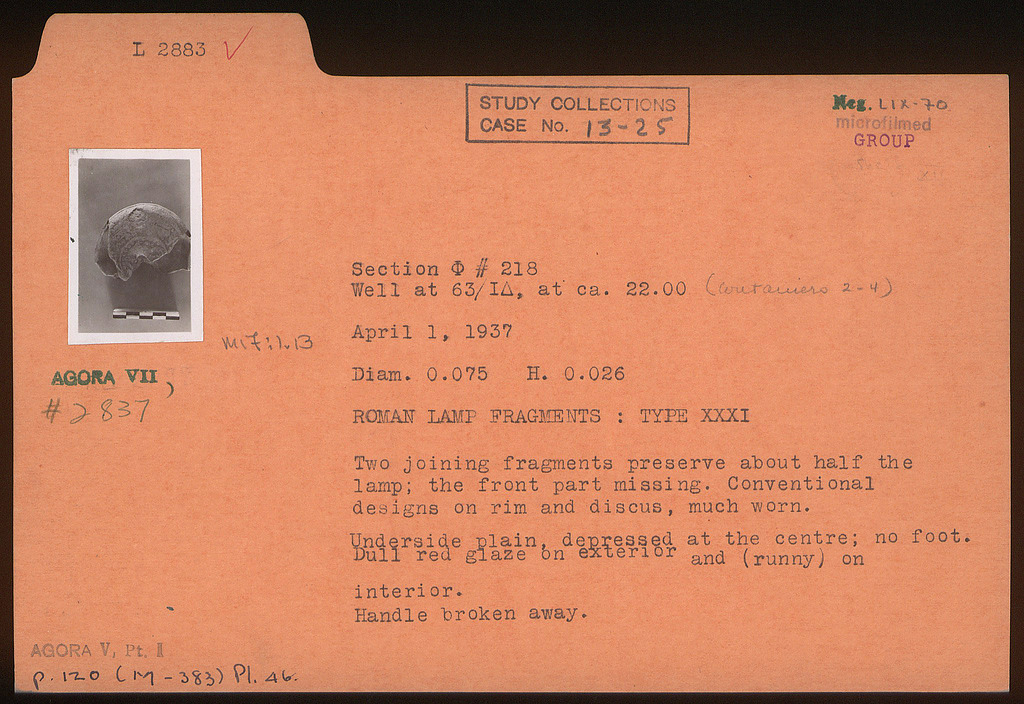 L 2883 ✓
STUDY COLLECTIONS
CASE No. 13-25
Neg. LIX-70
microfilmed
GROUP
Section Φ # 218
Well at 63/ΙΔ, at ca. 22.00 (containers 2-4)
April 1, 1937
Diam. 0.075 H. 0.026
ROMAN LAMP FRAGMENTS : TYPE XXXI
Two joining fragments preserve about half the
lamp; the front part missing. Conventional
designs on rim and discus, much worn.
Underside plain, depressed at the centre; no foot.
Dull red glaze on exterior and (runny) on
interior.
Handle broken away.
AGORA VII,
# 2837
AGORA V, Pt. II
p. 120 (M-383) Pl. 46.